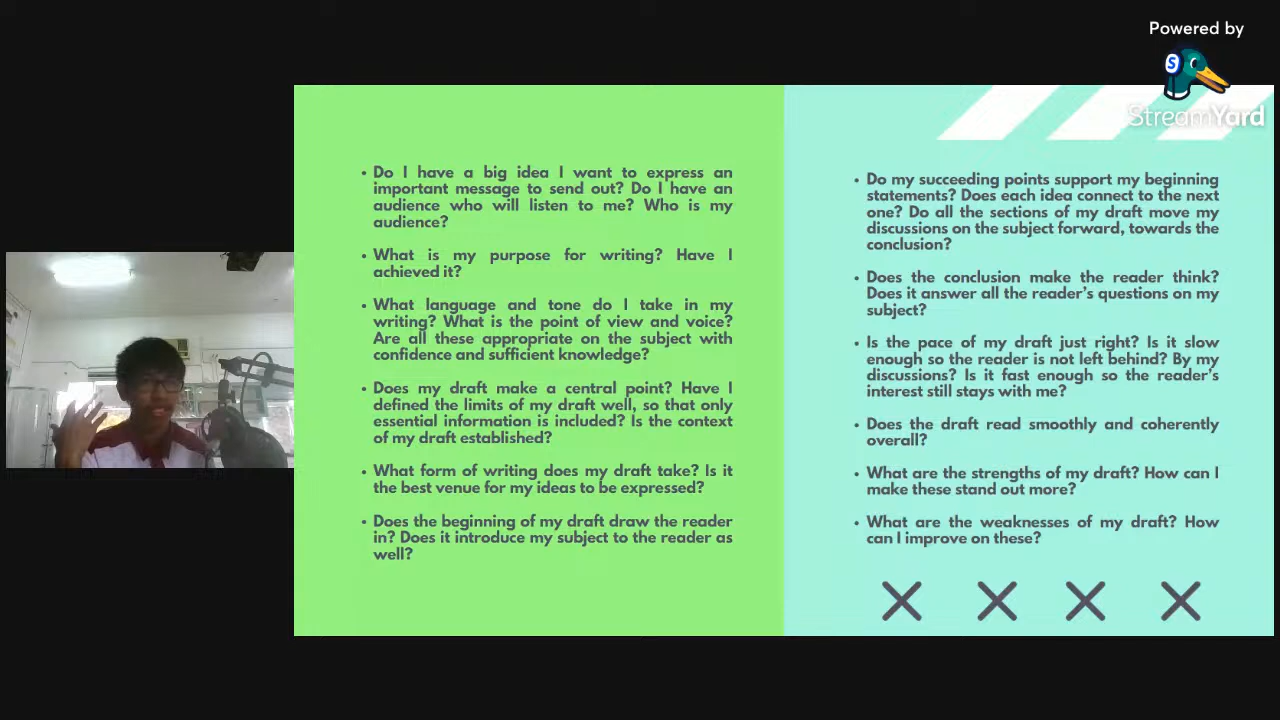 Powered by
S
StreamYard
• Do I have a big idea I want to express an
important message to send out? Do I have an
audience who will listen to me? Who is my
audience?
• What is my purpose for writing? Have I
achieved it?
• What language and tone do I take in my
writing? What is the point of view and voice?
Are all these appropriate on the subject with
confidence and sufficient knowledge?
• Does my draft make a central point? Have I
defined the limits of my draft well, so that only
essential information is included? Is the context
of my draft established?
• What form of writing does my draft take? Is it
the best venue for my ideas to be expressed?
• Does the beginning of my draft draw the reader
in? Does it introduce my subject to the reader as
well?
• Do my succeeding points support my beginning
statements? Does each idea connect to the next
one? Do all the sections of my draft move my
discussions on the subject forward, towards the
conclusion?
• Does the conclusion make the reader think?
Does it answer all the reader's questions on my
subject?
• Is the pace of my draft just right? Is it slow
enough so the reader is not left behind? By my
discussions? Is it fast enough so the reader's
interest still stays with me?
• Does the draft read smoothly and coherently
overall?
• What are the strengths of my draft? How can I
make these stand out more?
• What are the weaknesses of my draft? How
can I improve on these?